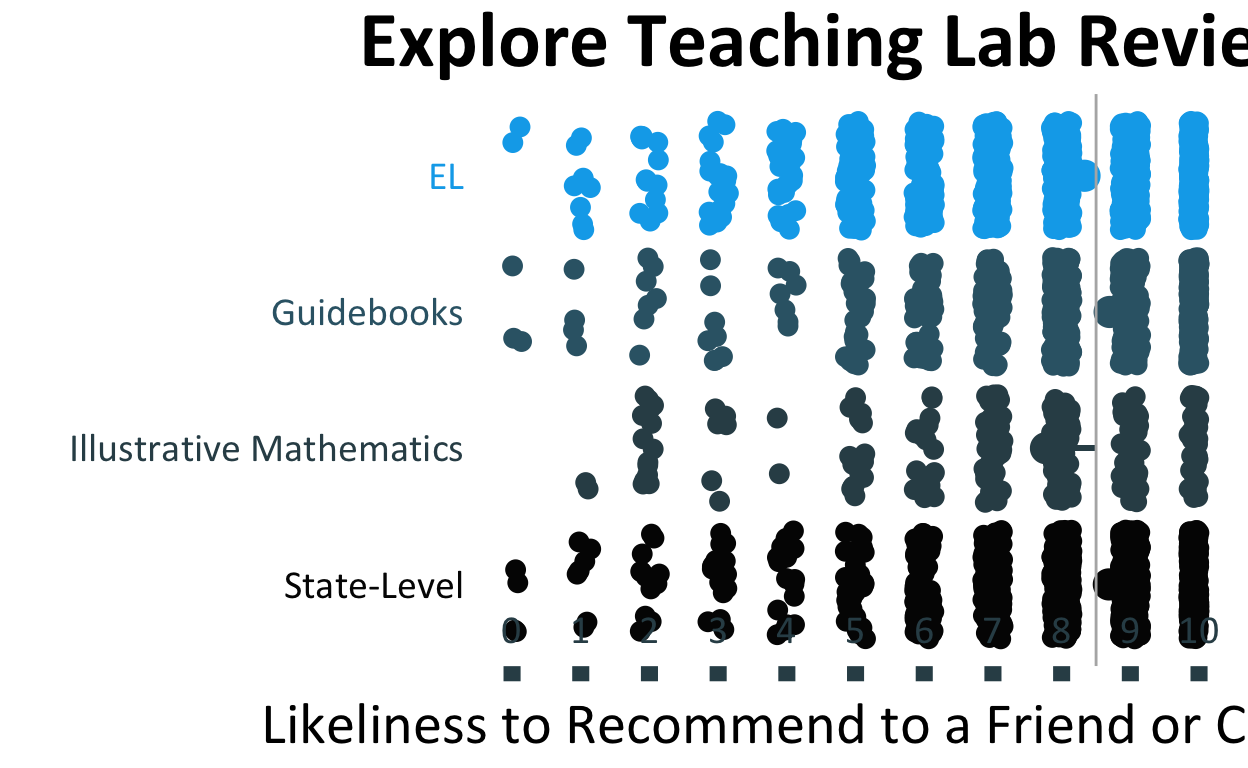 Explore Teaching Lab Revie
EL
Guidebooks
Illustrative Mathematics
State-Level
0 1 2 3 4 5 6 7 8 9 10
Likeliness to Recommend to a Friend or C